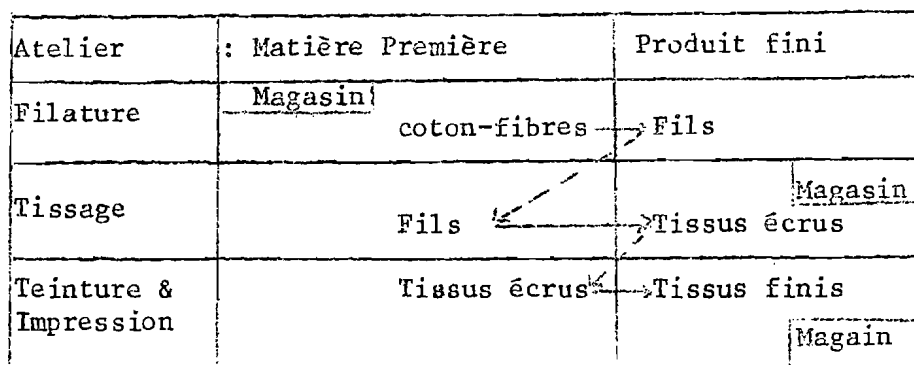 Atelier : Matière Première Produit fini
Magasin
Filature coton-fibres Fils
Magasin
Tissage Fils Tissus écrus
Teinture & Tissus écrus Tissus finis
Impression
Magain